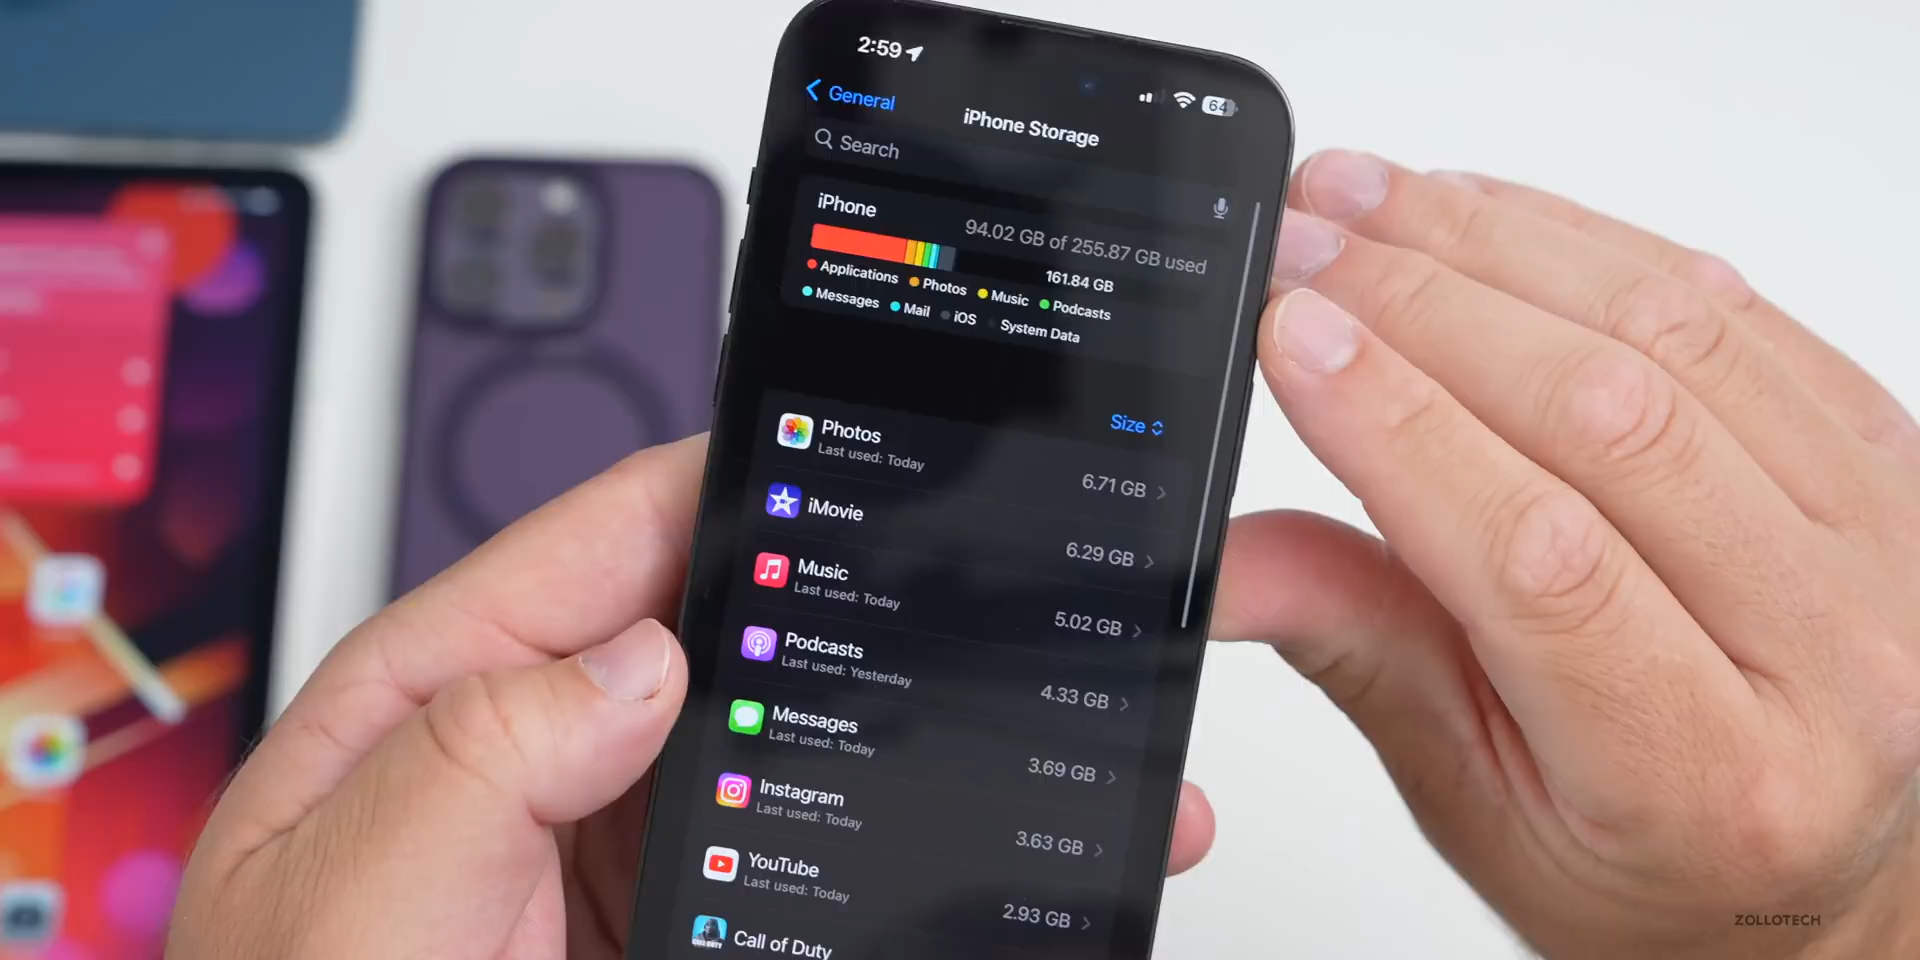 2:59
64
General
iPhone Storage
Search
iPhone
94.02 GB of 255.87 GB used
161.84 GB
Applications Photos Music Podcasts
Messages Mail iOS System Data
Size
Photos
Last used: Today
6.71 GB
iMovie
6.29 GB
Music
Last used: Today
5.02 GB
Podcasts
Last used: Yesterday
4.33 GB
Messages
Last used: Today
3.69 GB
Instagram
Last used: Today
3.63 GB
YouTube
Last used: Today
2.93 GB
CALL OF DUTY
Call of Duty
ZOLLOTECH